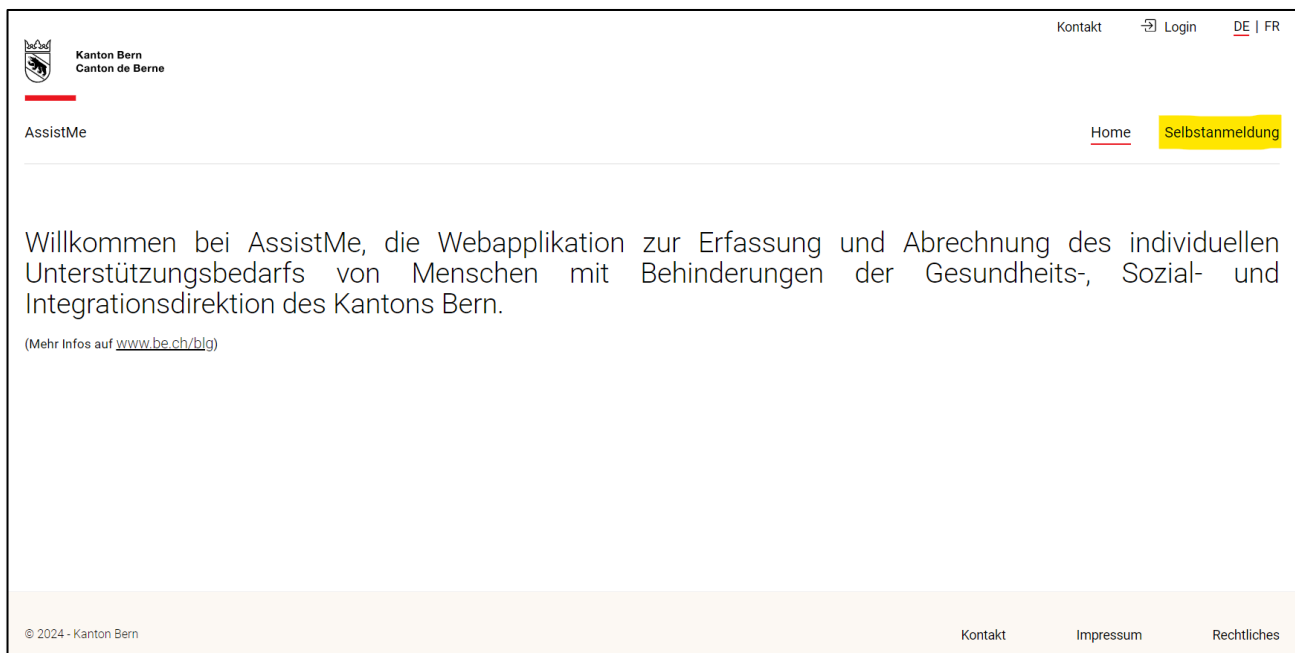 Kontakt Login DE | FR
Kanton Bern
Canton de Berne
AssistMe Home Selbstanmeldung
Willkommen bei AssistMe, die Webapplikation zur Erfassung und Abrechnung des individuellen
Unterstützungsbedarfs von Menschen mit Behinderungen der Gesundheits-, Sozial- und
Integrationsdirektion des Kantons Bern.
(Mehr Infos auf www.be.ch/blg)
© 2024 - Kanton Bern Kontakt Impressum Rechtliches